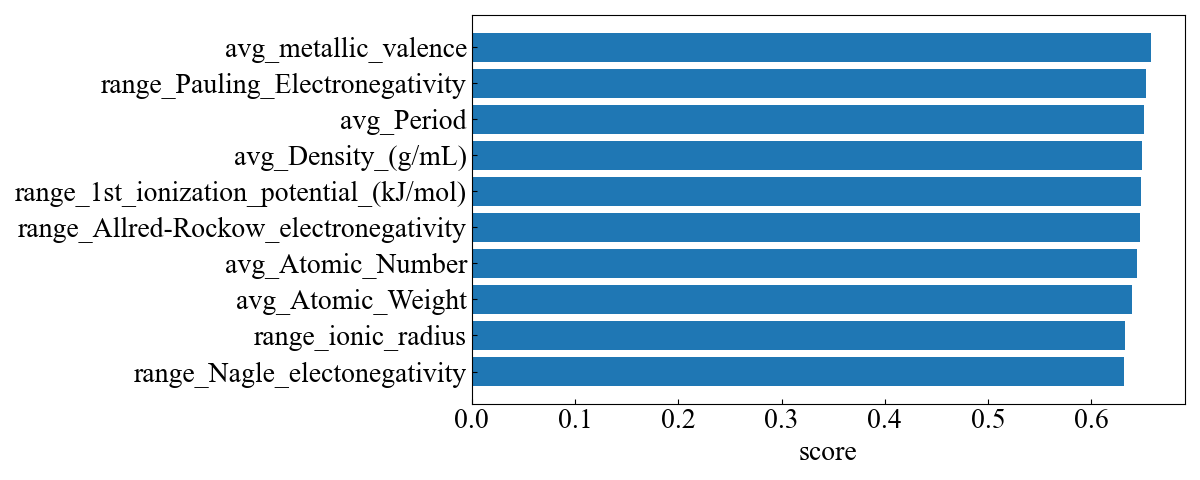 avg_metallic_valence
range_Pauling_Electronegativity
avg_Period
avg_Density_(g/mL)
range_1st_ionization_potential_(kJ/mol)
range_Allred-Rockow_electronegativity
avg_Atomic_Number
avg_Atomic_Weight
range_ionic_radius
range_Nagle_electonegativity
0.0 0.1 0.2 0.3 0.4 0.5 0.6
score